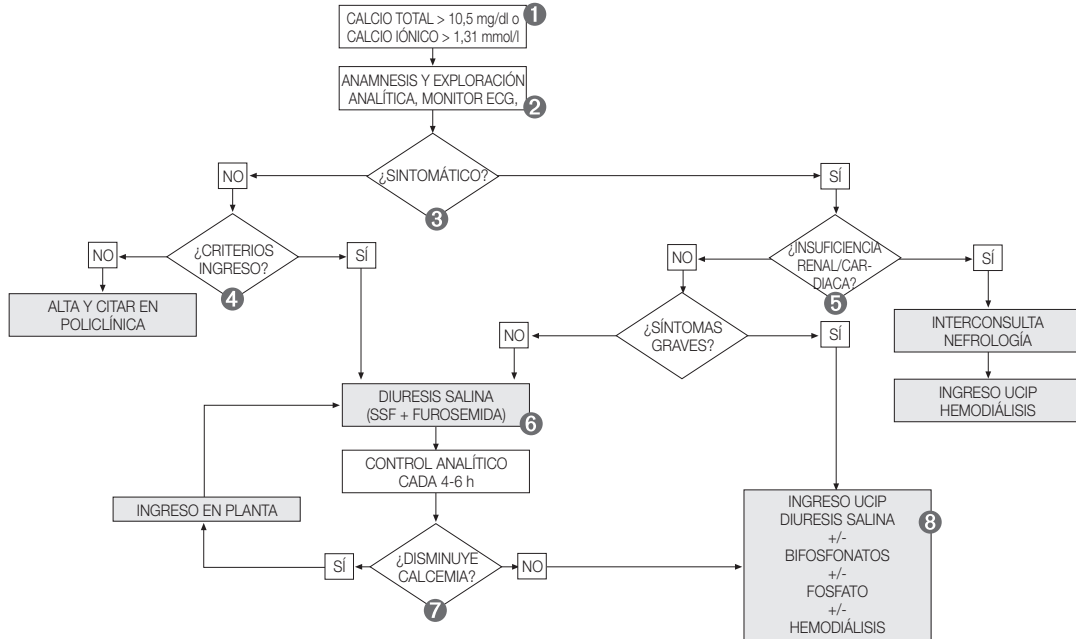 CALCIO TOTAL > 10,5 mg/dl o
CALCIO IÓNICO > 1,31 mmol/l
1
ANAMNESIS Y EXPLORACIÓN
ANALÍTICA, MONITOR ECG,
2
NO
¿SINTOMÁTICO?
SÍ
3
NO
¿CRITERIOS
INGRESO?
SÍ
4
NO
¿INSUFICIENCIA
RENAL/CAR-
DIACA?
SÍ
5
ALTA Y CITAR EN
POLICLÍNICA
NO
¿SÍNTOMAS
GRAVES?
SÍ
INTERCONSULTA
NEFROLOGÍA
INGRESO UCIP
HEMODIÁLISIS
DIURESIS SALINA
(SSF + FUROSEMIDA)
6
CONTROL ANALÍTICO
CADA 4-6 h
INGRESO EN PLANTA
SÍ
¿DISMINUYE
CALCEMIA?
NO
7
INGRESO UCIP
DIURESIS SALINA
+/-
BIFOSFONATOS
+/-
FOSFATO
+/-
HEMODIÁLISIS
8